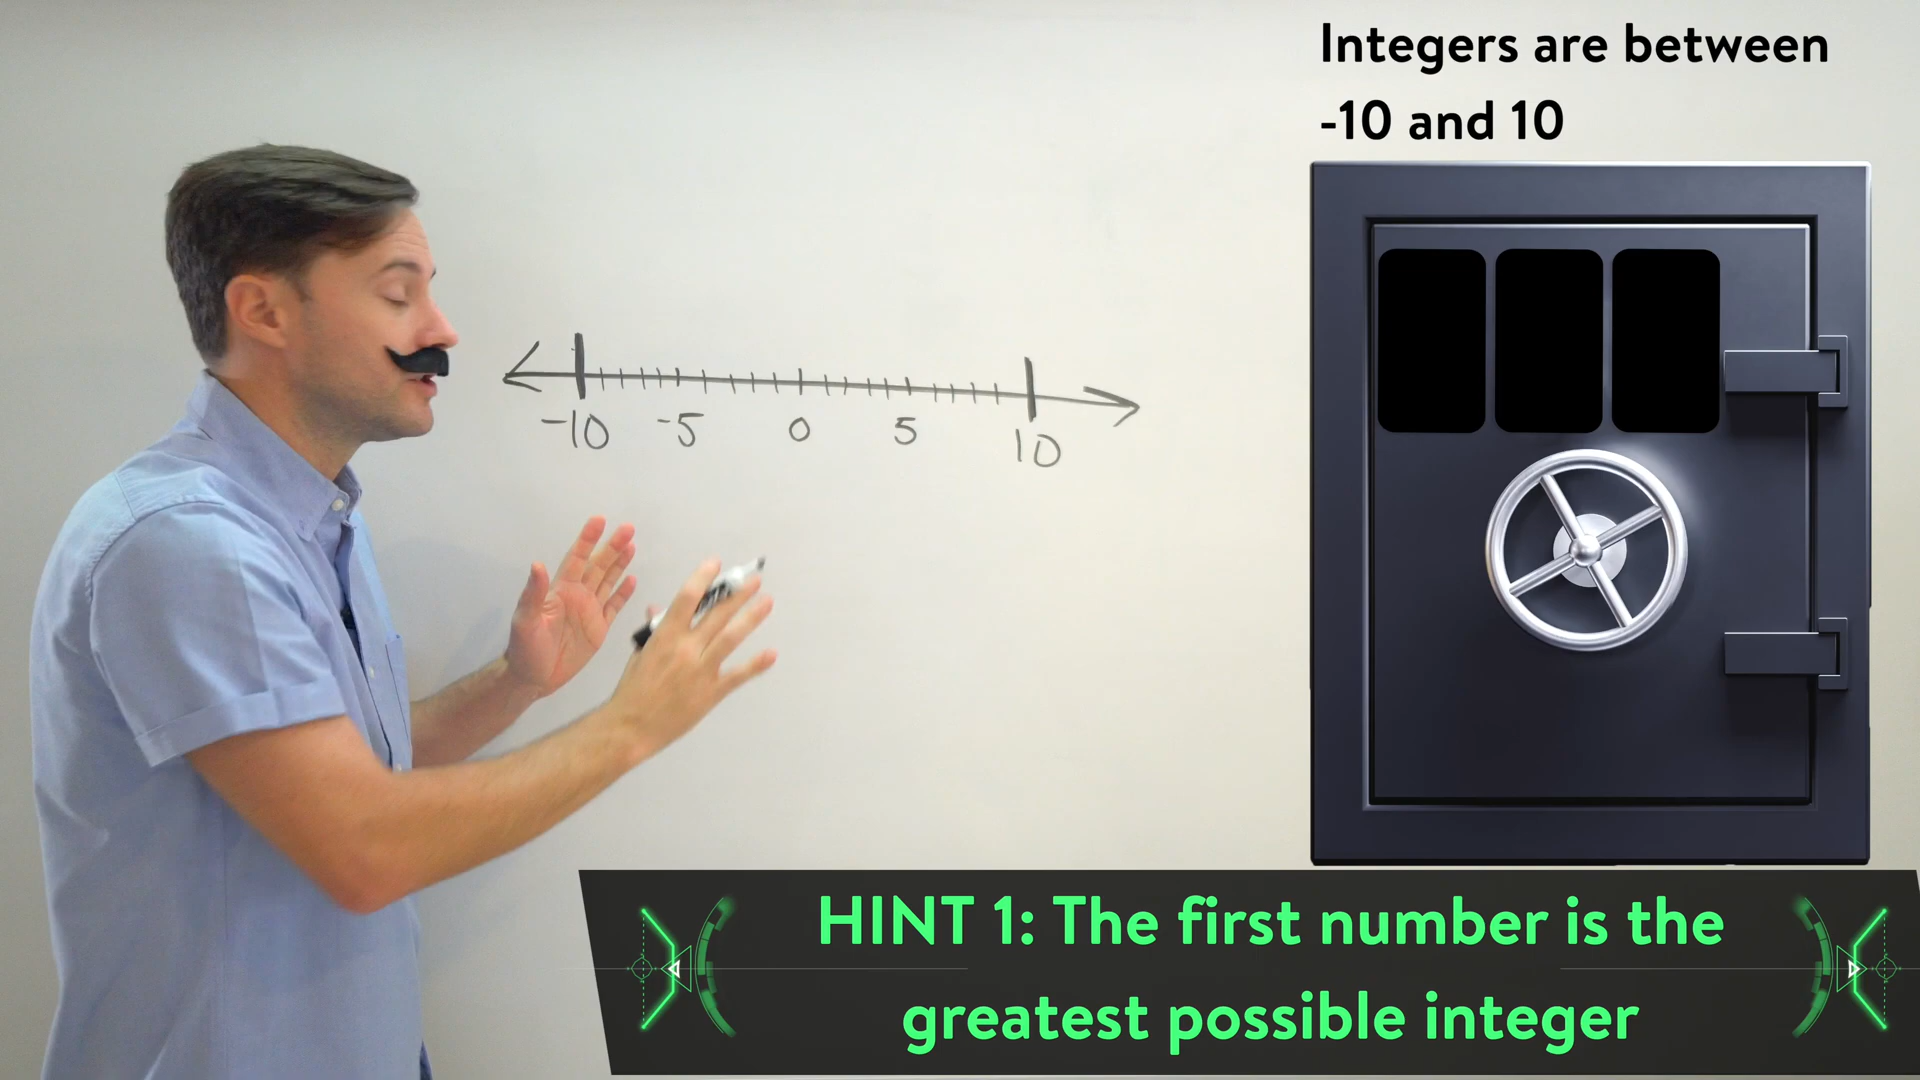 Integers are between
-10 and 10
-10 -5 0 5 10
HINT 1: The first number is the
greatest possible integer